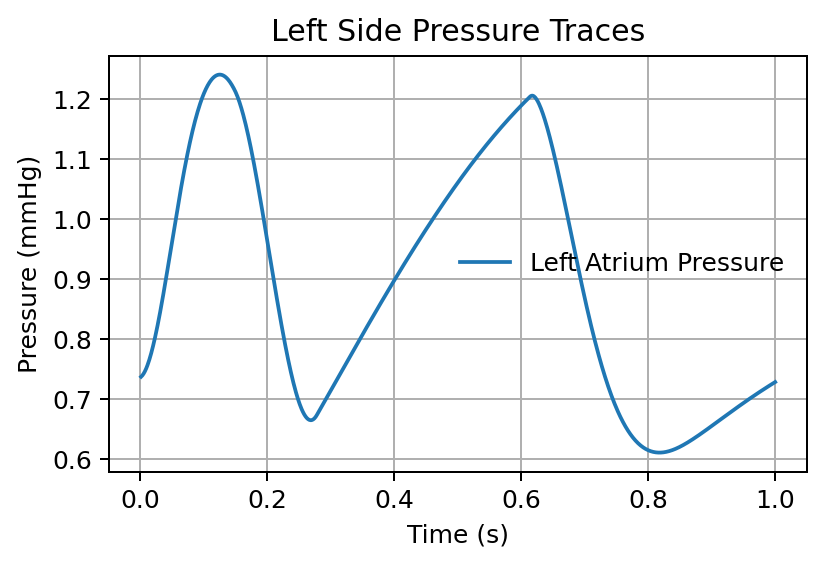 Left Side Pressure Traces
Pressure (mmHg)
1.2
1.1
1.0
0.9
0.8
0.7
0.6
Left Atrium Pressure
0.0 0.2 0.4 0.6 0.8 1.0
Time (s)